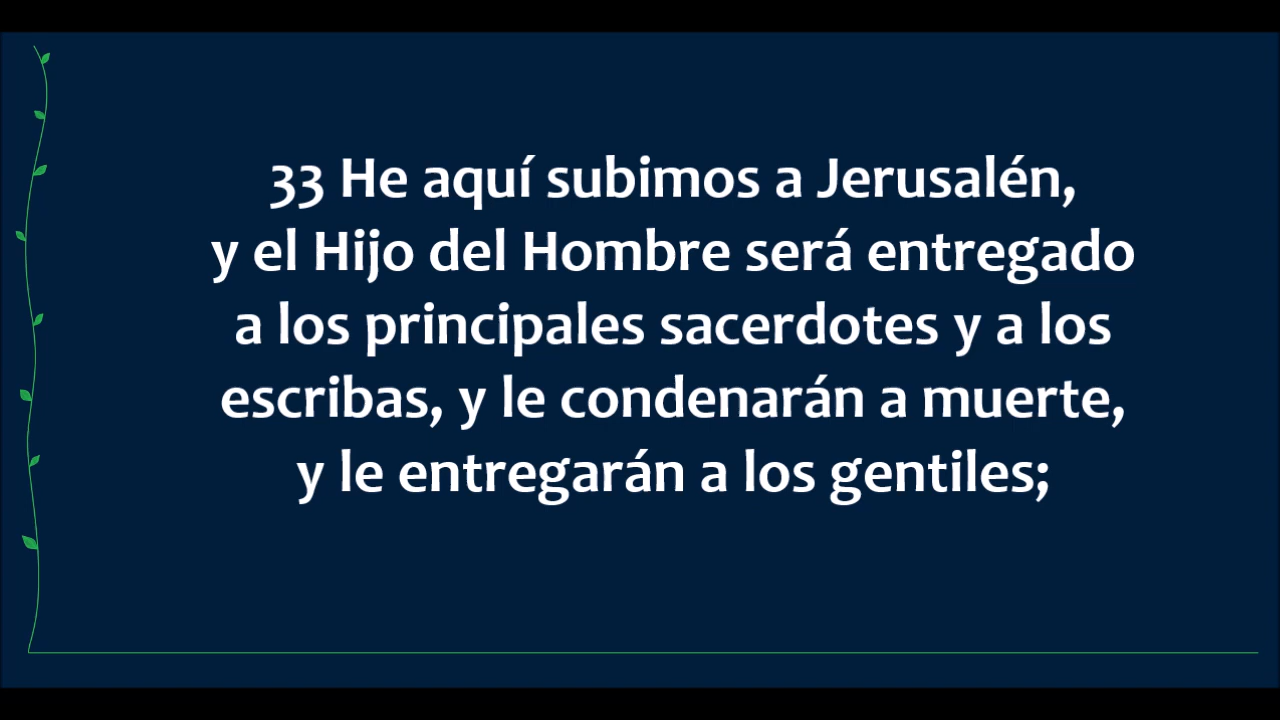 33 He aquí subimos a Jerusalén,
y el Hijo del Hombre será entregado
a los principales sacerdotes y a los
escribas, y le condenarán a muerte,
y le entregarán a los gentiles;